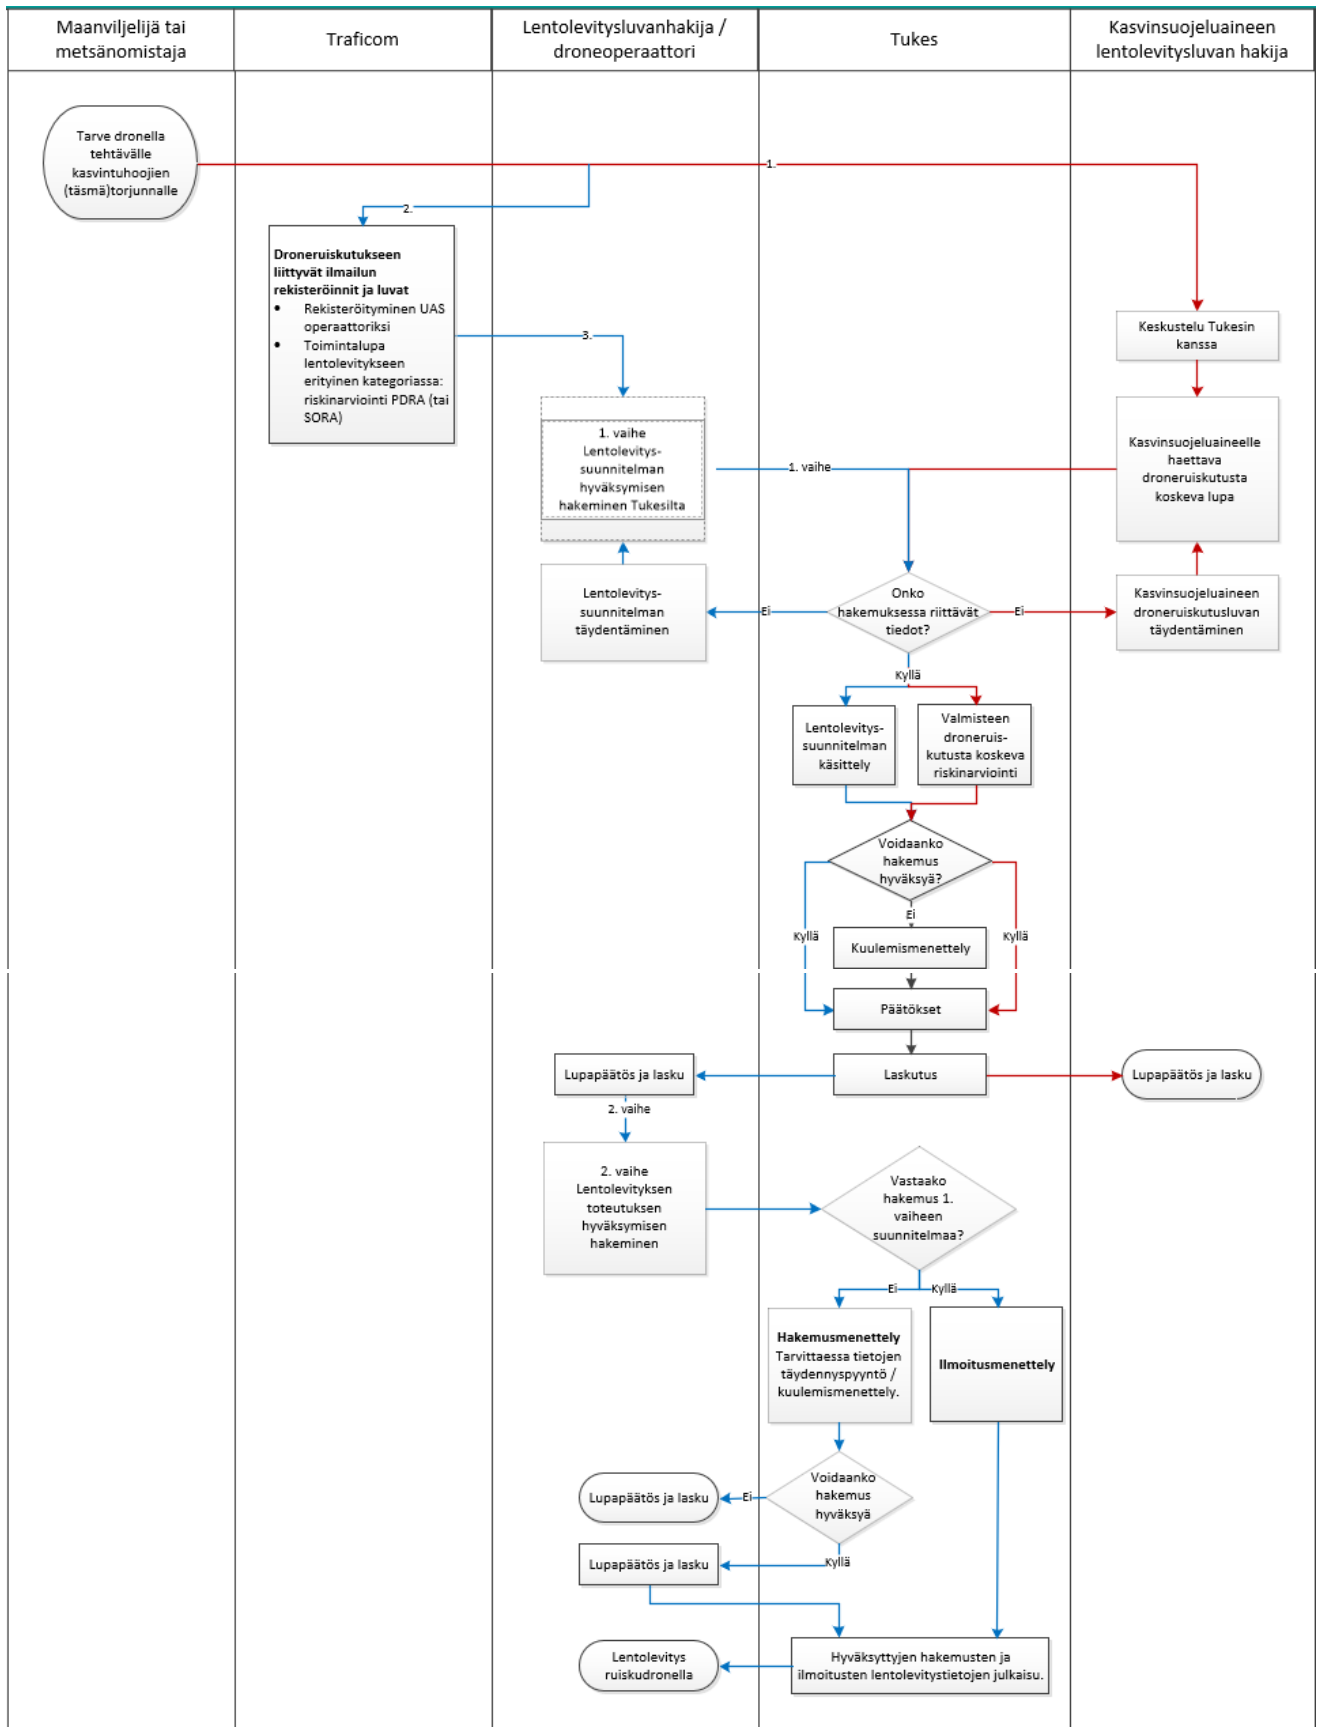 Maanviljelijä tai
metsänomistaja
Traficom
Lentolevitysluvanhakija /
droneoperaattori
Tukes
Kasvinsuojeluaineen
lentolevitysluvan hakija
Tarve dronella
tehtävälle
kasvintuhoojien
(täsmä)torjunnalle
1.
2.
Droneruiskutukseen
liittyvät ilmailun
rekisteröinnit ja luvat
• Rekisteröityminen UAS
operaattoriksi
• Toimintalupa
lentolevitykseen
erityinen kategoriassa:
riskinarviointi PDRA (tai
SORA)
3.
Keskustelu Tukesin
kanssa
1. vaihe
Lentolevitys-
suunnitelman
hyväksymisen
hakeminen Tukesilta
1. vaihe
Kasvinsuojeluaineelle
haettava
droneruiskutusta
koskeva lupa
Lentolevitys-
suunnitelman
täydentäminen
Ei
Onko
hakemuksessa riittävät
tiedot?
Ei
Kasvinsuojeluaineen
droneruiskutusluvan
täydentäminen
Kyllä
Lentolevitys-
suunnitelman
käsittely
Valmisteen
droneruis-
kutusta koskeva
riskinarviointi
Voidaanko
hakemus
hyväksyä?
Ei
Kyllä
Kyllä
Kuulemismenettely
Päätökset
Lupapäätös ja lasku
Laskutus
Lupapäätös ja lasku
2. vaihe
2. vaihe
Lentolevityksen
toteutuksen
hyväksymisen
hakeminen
Vastaako
hakemus 1.
vaiheen
suunnitelmaa?
Ei
Kyllä
Hakemusmenettely
Tarvittaessa tietojen
täydennyspyyntö /
kuulemismenettely.
Ilmoitusmenettely
Voidaanko
hakemus
hyväksyä
Ei
Lupapäätös ja lasku
Kyllä
Lupapäätös ja lasku
Hyväksyttyjen hakemusten ja
ilmoitusten lentolevitystietojen julkaisu.
Lentolevitys
ruiskudronella